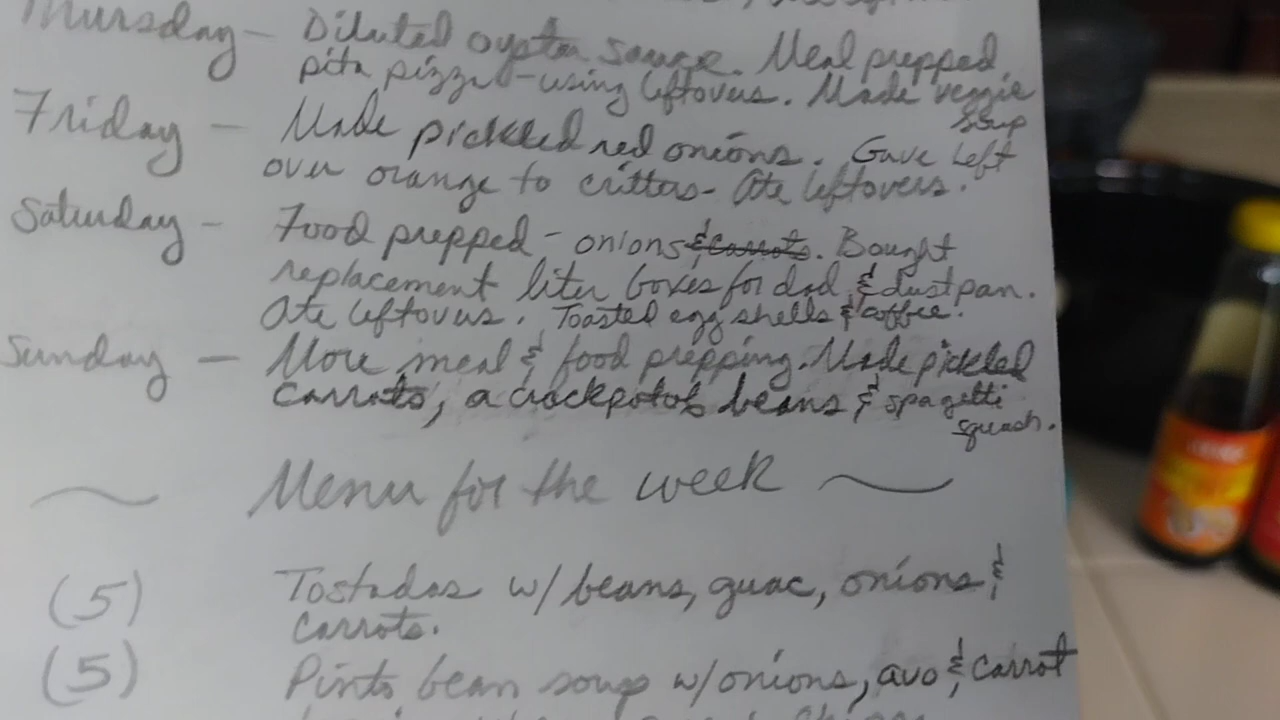 Thursday - Diluted oyster sauce. Meal prepped
pita pizza - using leftovers. Made veggie
soup
Friday - Made pickled red onions. Gave left
over orange to critters - Ate leftovers.
Saturday - Food prepped - onions & carrots. Bought
replacement liter boxes for dad & dustpan.
Ate leftovers. Toasted egg shells & coffee.
Sunday - More meal & food prepping. Made pickled
carrots, a crockpot of beans & spagetti
squash.
~ Menu for the week ~
(5) Tostadas w/ beans, guac, onions &
carrots.
(5) Pinto bean soup w/ onions, avo & carrot